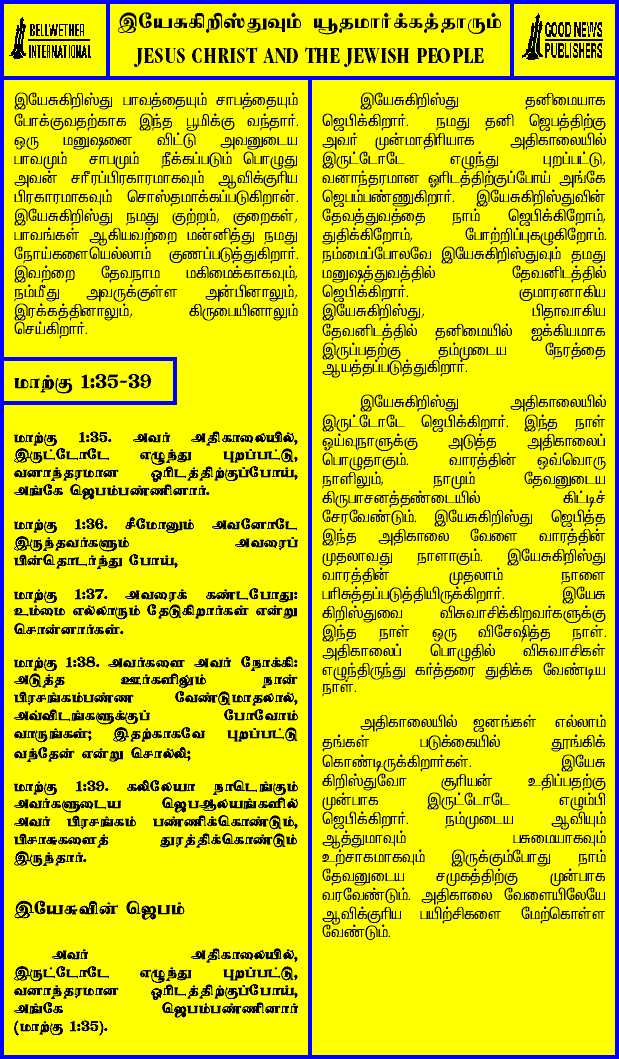 BELLWETHER
INTERNATIONAL
இயேசுகிறிஸ்துவும் யூதமார்க்கத்தாரும்
JESUS CHRIST AND THE JEWISH PEOPLE
GOOD NEWS
PUBLISHERS
இயேசுகிறிஸ்து பாவத்தையும் சாபத்தையும்
போக்குவதற்காக இந்த பூமிக்கு வந்தார்.
ஒரு மனுஷனை விட்டு அவனுடைய
பாவமும் சாபமும் நீக்கப்படும் பொழுது
அவன் சரீரப்பிரகாரமாகவும் ஆவிக்குரிய
பிரகாரமாகவும் சொஸ்தமாக்கப்படுகிறான்.
இயேசுகிறிஸ்து நமது குற்றம், குறைகள்,
பாவங்கள் ஆகியவற்றை மன்னித்து நமது
நோய்களையெல்லாம் குணப்படுத்துகிறார்.
இவற்றை தேவநாம மகிமைக்காகவும்,
நம்மீது அவருக்குள்ள அன்பினாலும்,
இரக்கத்தினாலும், கிருபையினாலும்
செய்கிறார்.
மாற்கு 1:35-39
மாற்கு 1:35. அவர் அதிகாலையில்,
இருட்டோடே எழுந்து புறப்பட்டு,
வனாந்தரமான ஓரிடத்திற்குப்போய்,
அங்கே ஜெபம்பண்ணினார்.
மாற்கு 1:36. சீமோனும் அவனோடே
இருந்தவர்களும் அவரைப்
பின்தொடர்ந்து போய்,
மாற்கு 1:37. அவரைக் கண்டபோது:
உம்மை எல்லாரும் தேடுகிறார்கள் என்று
சொன்னார்கள்.
மாற்கு 1:38. அவர்களை அவர் நோக்கி:
அடுத்த ஊர்களிலும் நான்
பிரசங்கம்பண்ண வேண்டுமாதலால்,
அவ்விடங்களுக்குப் போவோம்
வாருங்கள்; இதற்காகவே புறப்பட்டு
வந்தேன் என்று சொல்லி;
மாற்கு 1:39. கலிலேயா நாடெங்கும்
அவர்களுடைய ஜெபஆலயங்களில்
அவர் பிரசங்கம் பண்ணிக்கொண்டும்,
பிசாசுகளைத் துரத்திக்கொண்டும்
இருந்தார்.
இயேசுவின் ஜெபம்
அவர் அதிகாலையில்,
இருட்டோடே எழுந்து புறப்பட்டு,
வனாந்தரமான ஓரிடத்திற்குப்போய்,
அங்கே ஜெபம்பண்ணினார்
(மாற்கு 1:35).
இயேசுகிறிஸ்து தனிமையாக
ஜெபிக்கிறார். நமது தனி ஜெபத்திற்கு
அவர் முன்மாதிரியாக அதிகாலையில்
இருட்டோடே எழுந்து புறப்பட்டு,
வனாந்தரமான ஓரிடத்திற்குப்போய் அங்கே
ஜெபம்பண்ணுகிறார். இயேசுகிறிஸ்துவின்
தேவத்துவத்தை நாம் ஜெபிக்கிறோம்,
துதிக்கிறோம், போற்றிப்புகழுகிறோம்.
நம்மைப்போலவே இயேசுகிறிஸ்துவும் தமது
மனுஷத்துவத்தில் தேவனிடத்தில்
ஜெபிக்கிறார். குமாரனாகிய
இயேசுகிறிஸ்து, பிதாவாகிய
தேவனிடத்தில் தனிமையில் ஐக்கியமாக
இருப்பதற்கு தம்முடைய நேரத்தை
ஆயத்தப்படுத்துகிறார்.
இயேசுகிறிஸ்து அதிகாலையில்
இருட்டோடே ஜெபிக்கிறார். இந்த நாள்
ஓய்வுநாளுக்கு அடுத்த அதிகாலைப்
பொழுதாகும். வாரத்தின் ஒவ்வொரு
நாளிலும், நாமும் தேவனுடைய
கிருபாசனத்தண்டையில் கிட்டிச்
சேரவேண்டும். இயேசுகிறிஸ்து ஜெபித்த
இந்த அதிகாலை வேளை வாரத்தின்
முதலாவது நாளாகும். இயேசுகிறிஸ்து
வாரத்தின் முதலாம் நாளை
பரிசுத்தப்படுத்தியிருக்கிறார். இயேசு
கிறிஸ்துவை விசுவாசிக்கிறவர்களுக்கு
இந்த நாள் ஒரு விசேஷித்த நாள்.
அதிகாலைப் பொழுதில் விசுவாசிகள்
எழுந்திருந்து கர்த்தரை துதிக்க வேண்டிய
நாள்.
அதிகாலையில் ஜனங்கள் எல்லாம்
தங்கள் படுக்கையில் தூங்கிக்
கொண்டிருக்கிறார்கள். இயேசு
கிறிஸ்துவோ சூரியன் உதிப்பதற்கு
முன்பாக இருட்டோடே எழும்பி
ஜெபிக்கிறார். நம்முடைய ஆவியும்
ஆத்துமாவும் பசுமையாகவும்
உற்சாகமாகவும் இருக்கும்போது நாம்
தேவனுடைய சமுகத்திற்கு முன்பாக
வரவேண்டும். அதிகாலை வேளையிலேயே
ஆவிக்குரிய பயிற்சிகளை மேற்கொள்ள
வேண்டும்.